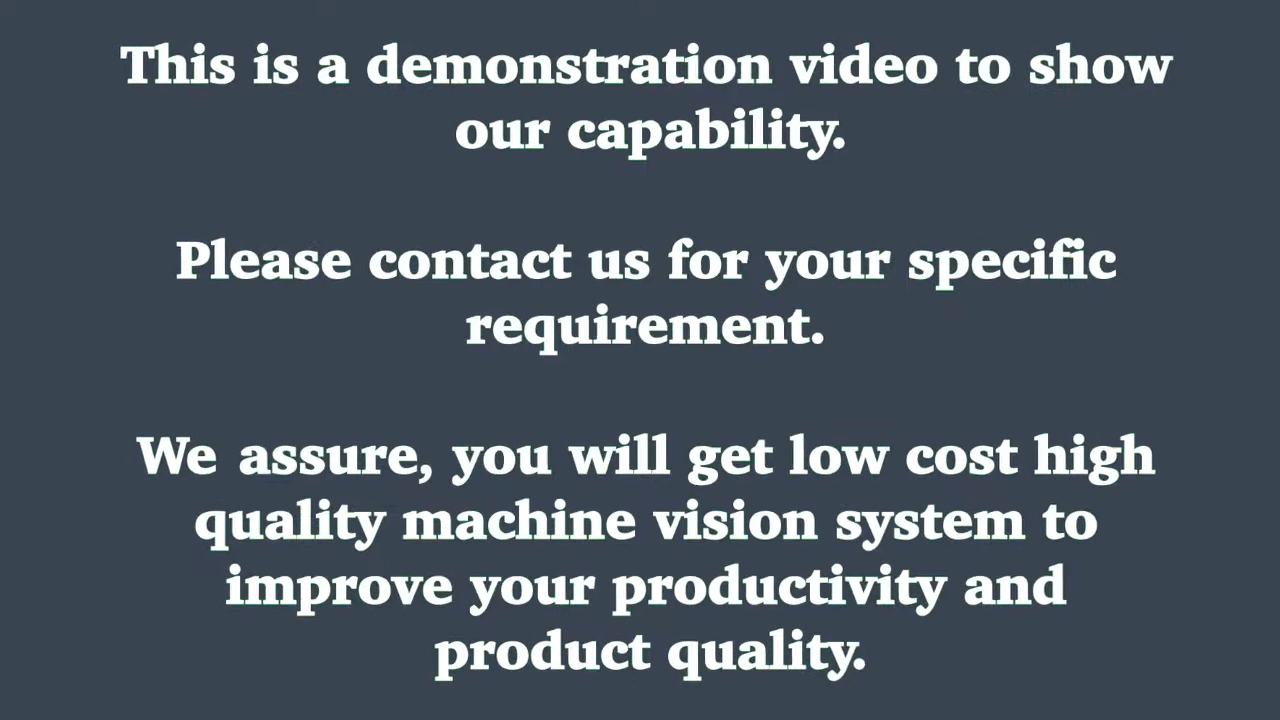 This is a demonstration video to show
our capability.
Please contact us for your specific
requirement.
We assure, you will get low cost high
quality machine vision system to
improve your productivity and
product quality.